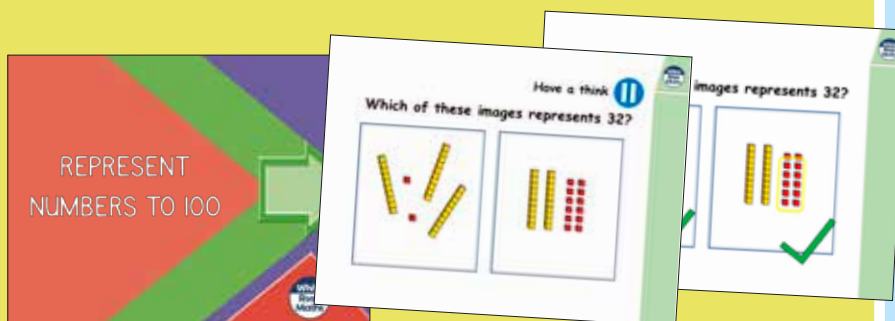 REPRESENT
NUMBERS TO 100
Have a think
Which of these images represents 32?
images represents 32?